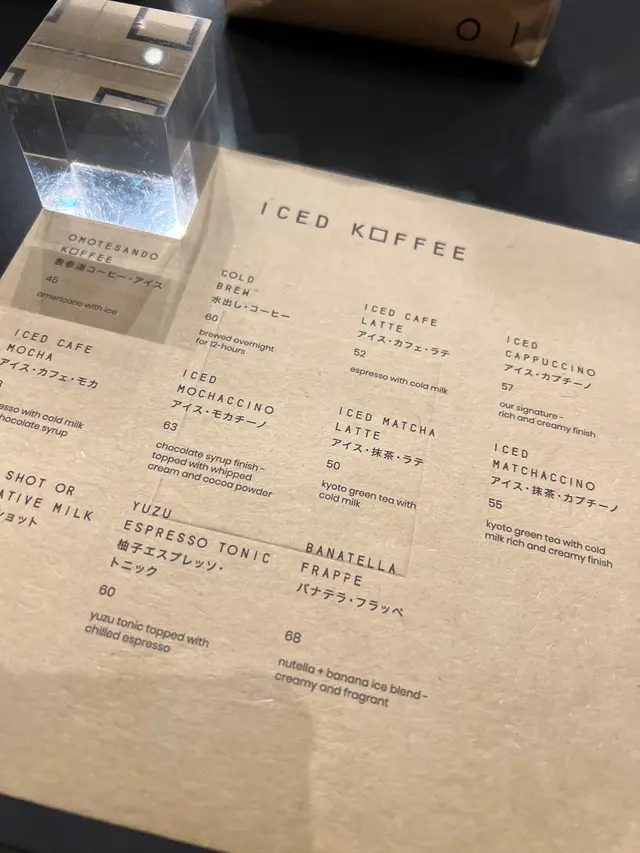 ICED KOFFEE
OMOTESANDO
KOFFEE
表参道コーヒー・アイス
45
americano with ice
COLD
BREW
水出し・コーヒー
60
brewed overnight
for 12-hours
ICED CAFE
LATTE
アイス・カフェ・ラテ
52
espresso with cold milk
ICED
CAPPUCCINO
アイス・カプチーノ
57
our signature -
rich and creamy finish
ICED CAFE
MOCHA
アイス・カフェ・モカ
with cold milk
syrup
ICED
MOCHACCINO
アイス・モカチーノ
63
chocolate syrup finish -
topped with whipped
cream and cocoa powder
ICED MATCHA
LATTE
アイス・抹茶・ラテ
50
kyoto green tea with
cold milk
ICED
MATCHACCINO
アイス・抹茶・カプチーノ
55
kyoto green tea with cold
milk rich and creamy finish
SHOT OR
MILK
YUZU
ESPRESSO TONIC
柚子エスプレッソ・
トニック
60
yuzu tonic topped with
chilled espresso
BANATELLA
FRAPPE
バナテラ・フラッペ
68
nutella + banana ice blend -
creamy and fragrant